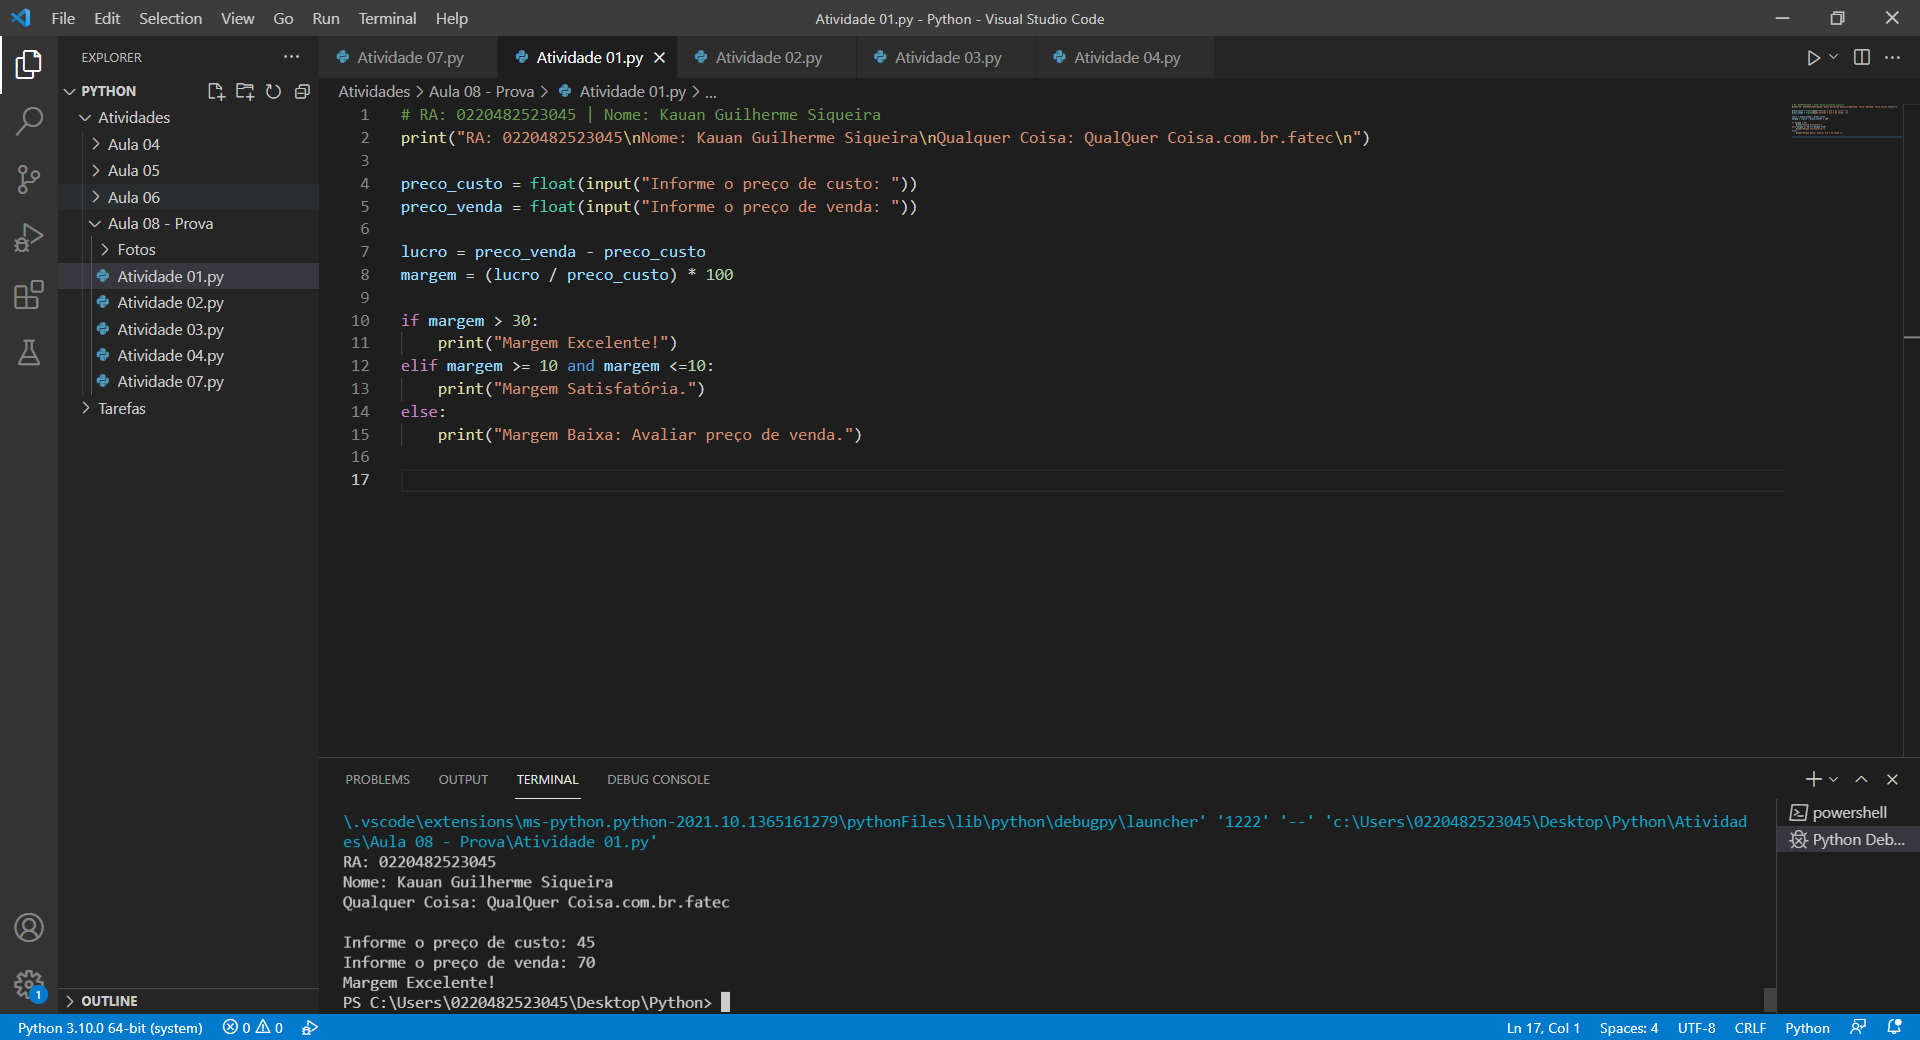 File Edit Selection View Go Run Terminal Help
Atividade 01.py - Python - Visual Studio Code
EXPLORER
PYTHON
Atividades
Aula 04
Aula 05
Aula 06
Aula 08 - Prova
Fotos
Atividade 01.py
Atividade 02.py
Atividade 03.py
Atividade 04.py
Atividade 07.py
Tarefas
OUTLINE
Atividade 07.py Atividade 01.py Atividade 02.py Atividade 03.py Atividade 04.py
Atividades > Aula 08 - Prova > Atividade 01.py > ...
1 # RA: 0220482523045 | Nome: Kauan Guilherme Siqueira
2 print("RA: 0220482523045\nNome: Kauan Guilherme Siqueira\nQualquer Coisa: QualQuer Coisa.com.br.fatec\n")
3
4 preco_custo = float(input("Informe o preço de custo: "))
5 preco_venda = float(input("Informe o preço de venda: "))
6
7 lucro = preco_venda - preco_custo
8 margem = (lucro / preco_custo) * 100
9
10 if margem > 30:
11 print("Margem Excelente!")
12 elif margem >= 10 and margem <=10:
13 print("Margem Satisfatória.")
14 else:
15 print("Margem Baixa: Avaliar preço de venda.")
16
17
PROBLEMS OUTPUT TERMINAL DEBUG CONSOLE
\.vscode\extensions\ms-python.python-2021.10.1365161279\pythonFiles\lib\python\debugpy\launcher' '1222' '--' 'c:\Users\0220482523045\Desktop\Python\Atividad
es\Aula 08 - Prova\Atividade 01.py'
RA: 0220482523045
Nome: Kauan Guilherme Siqueira
Qualquer Coisa: QualQuer Coisa.com.br.fatec
Informe o preço de custo: 45
Informe o preço de venda: 70
Margem Excelente!
PS C:\Users\0220482523045\Desktop\Python>
powershell
Python Deb...
1
Python 3.10.0 64-bit (system) 0 0 Ln 17, Col 1 Spaces: 4 UTF-8 CRLF Python